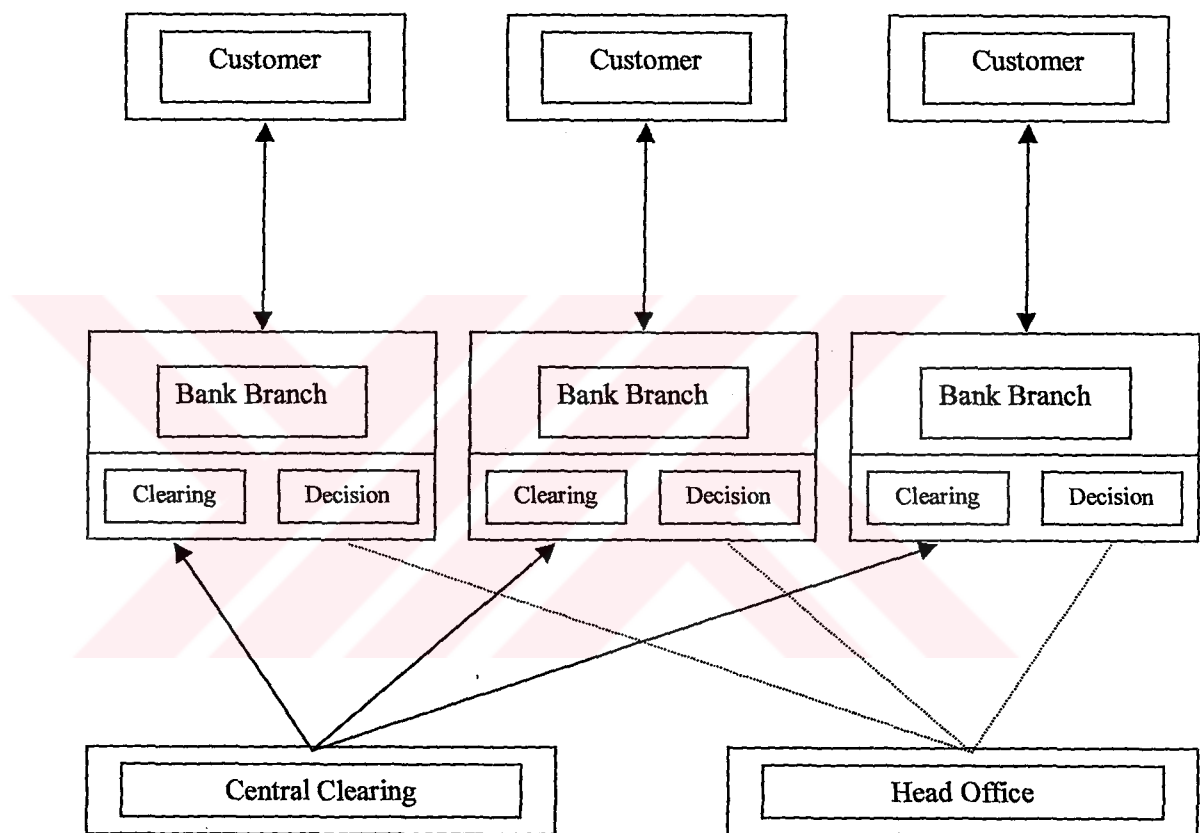 Customer
Customer
Customer
Bank Branch
Bank Branch
Bank Branch
Clearing
Decision
Clearing
Decision
Clearing
Decision
Central Clearing
Head Office